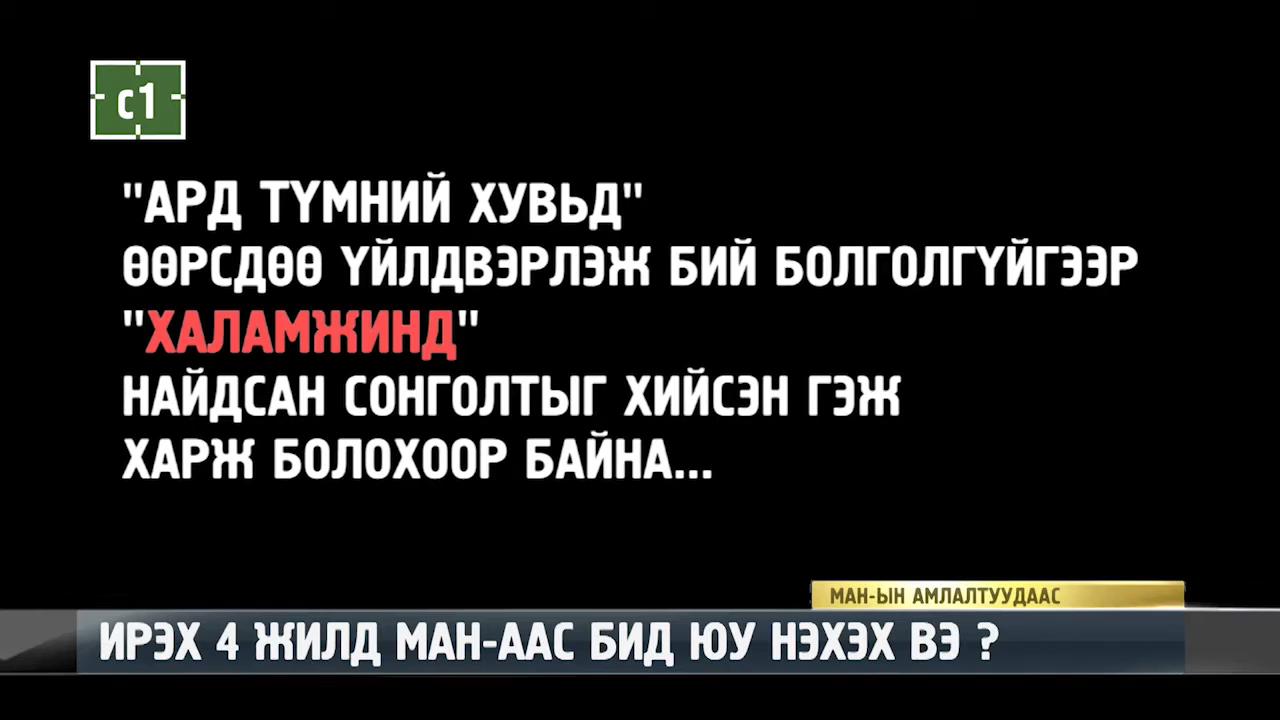 c1
"АРД ТҮМНИЙ ХУВЬД"
ӨӨРСДӨӨ ҮЙЛДВЭРЛЭЖ БИЙ БОЛГОЛГҮЙГЭЭР
"ХАЛАМЖИНД"
НАЙДСАН СОНГОЛТЫГ ХИЙСЭН ГЭЖ
ХАРЖ БОЛОХООР БАЙНА...
МАН-ЫН АМЛАЛТУУДААС
ИРЭХ 4 ЖИЛД МАН-ААС БИД ЮУ НЭХЭХ ВЭ ?